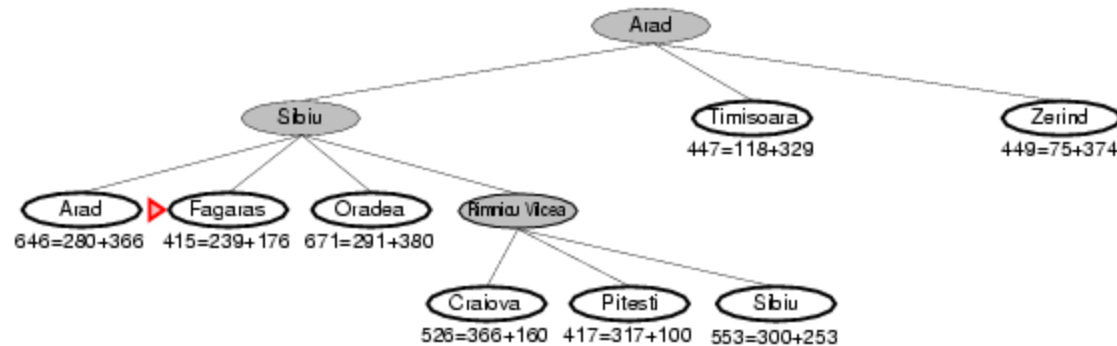 Arad
Sibiu
Timisoara
Zerind
447=118+329
449=75+374
Arad
Fagaras
Oradea
Rimnicu Vilcea
646=280+366
415=239+176
671=291+380
Craiova
Pitesti
Sibiu
526=366+160
417=317+100
553=300+253